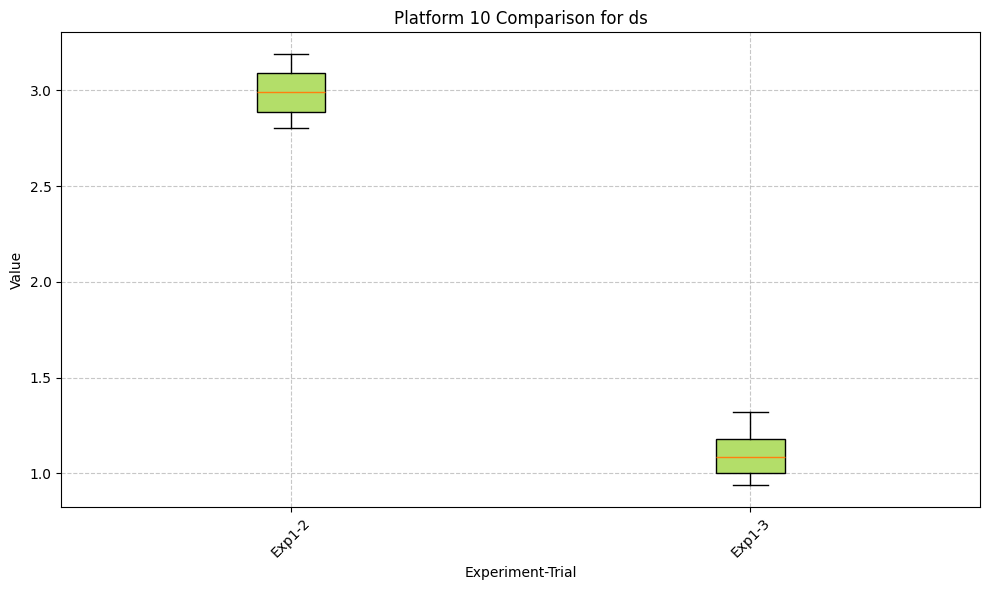 Platform 10 Comparison for ds
Value
3.0
2.5
2.0
1.5
1.0
Exp1-2
Exp1-3
Experiment-Trial